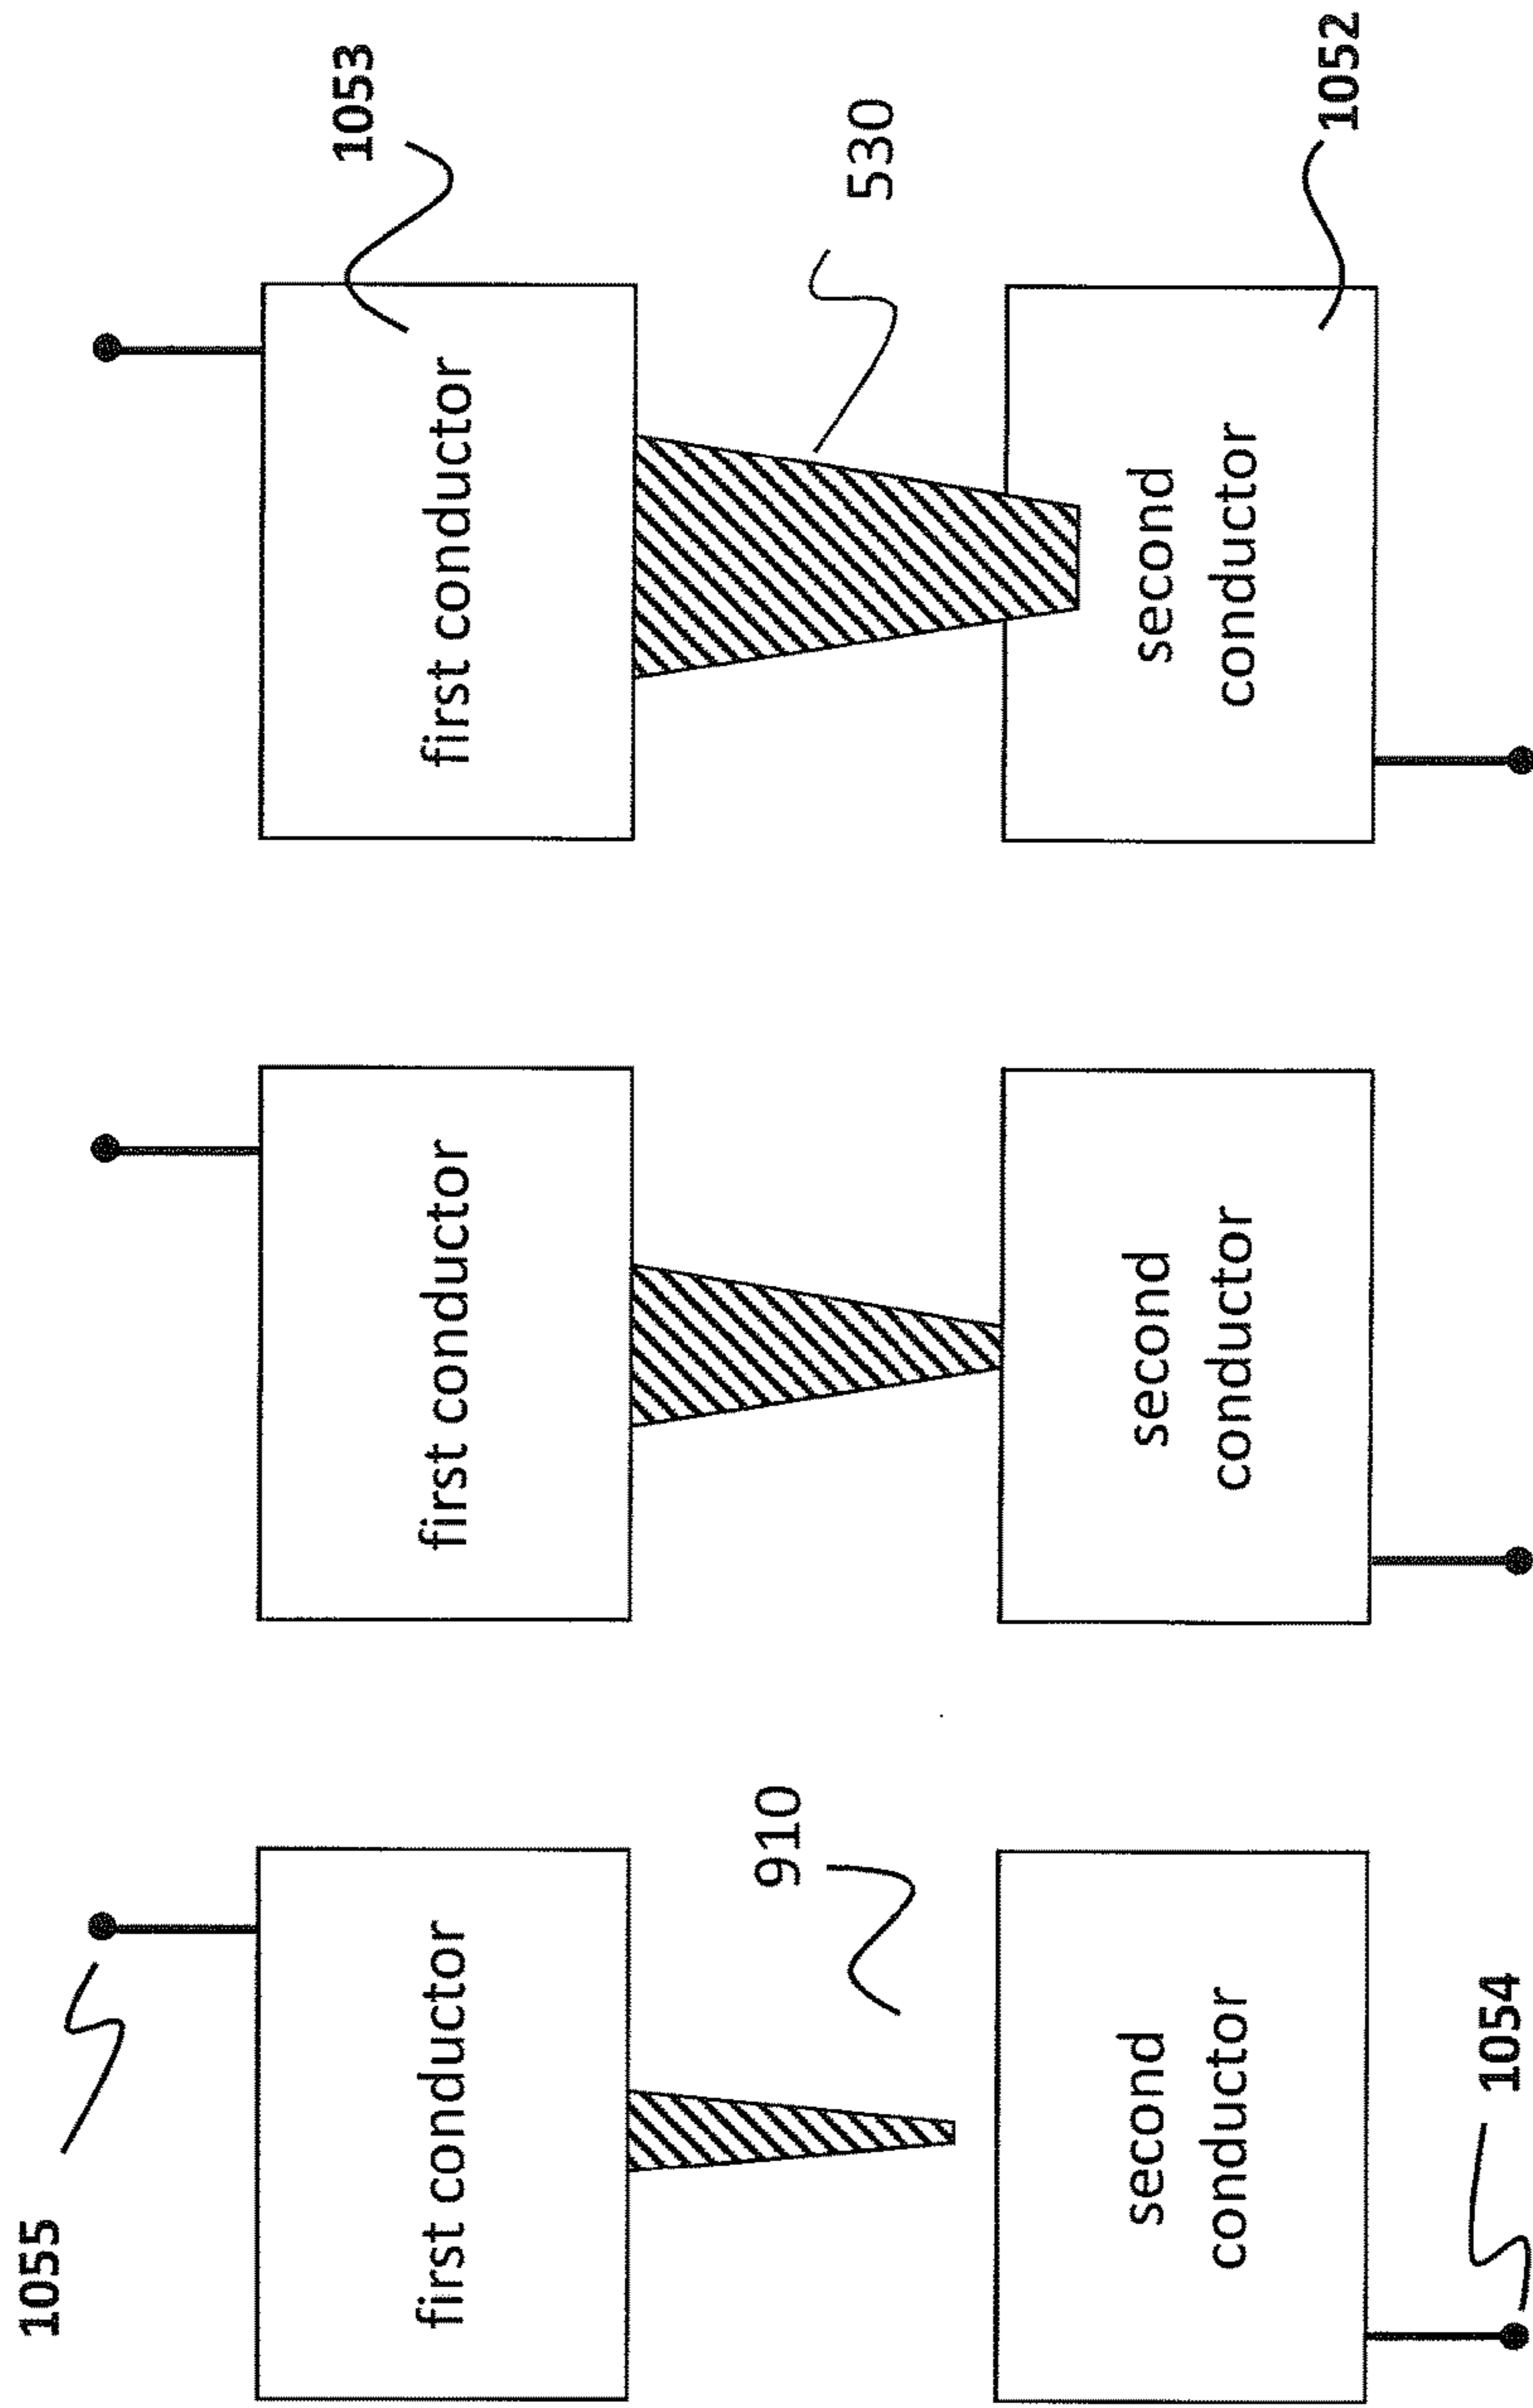 1055
1053
first conductor
first conductor
first conductor
910
530
second
conductor
second
conductor
second
conductor
1052
1054